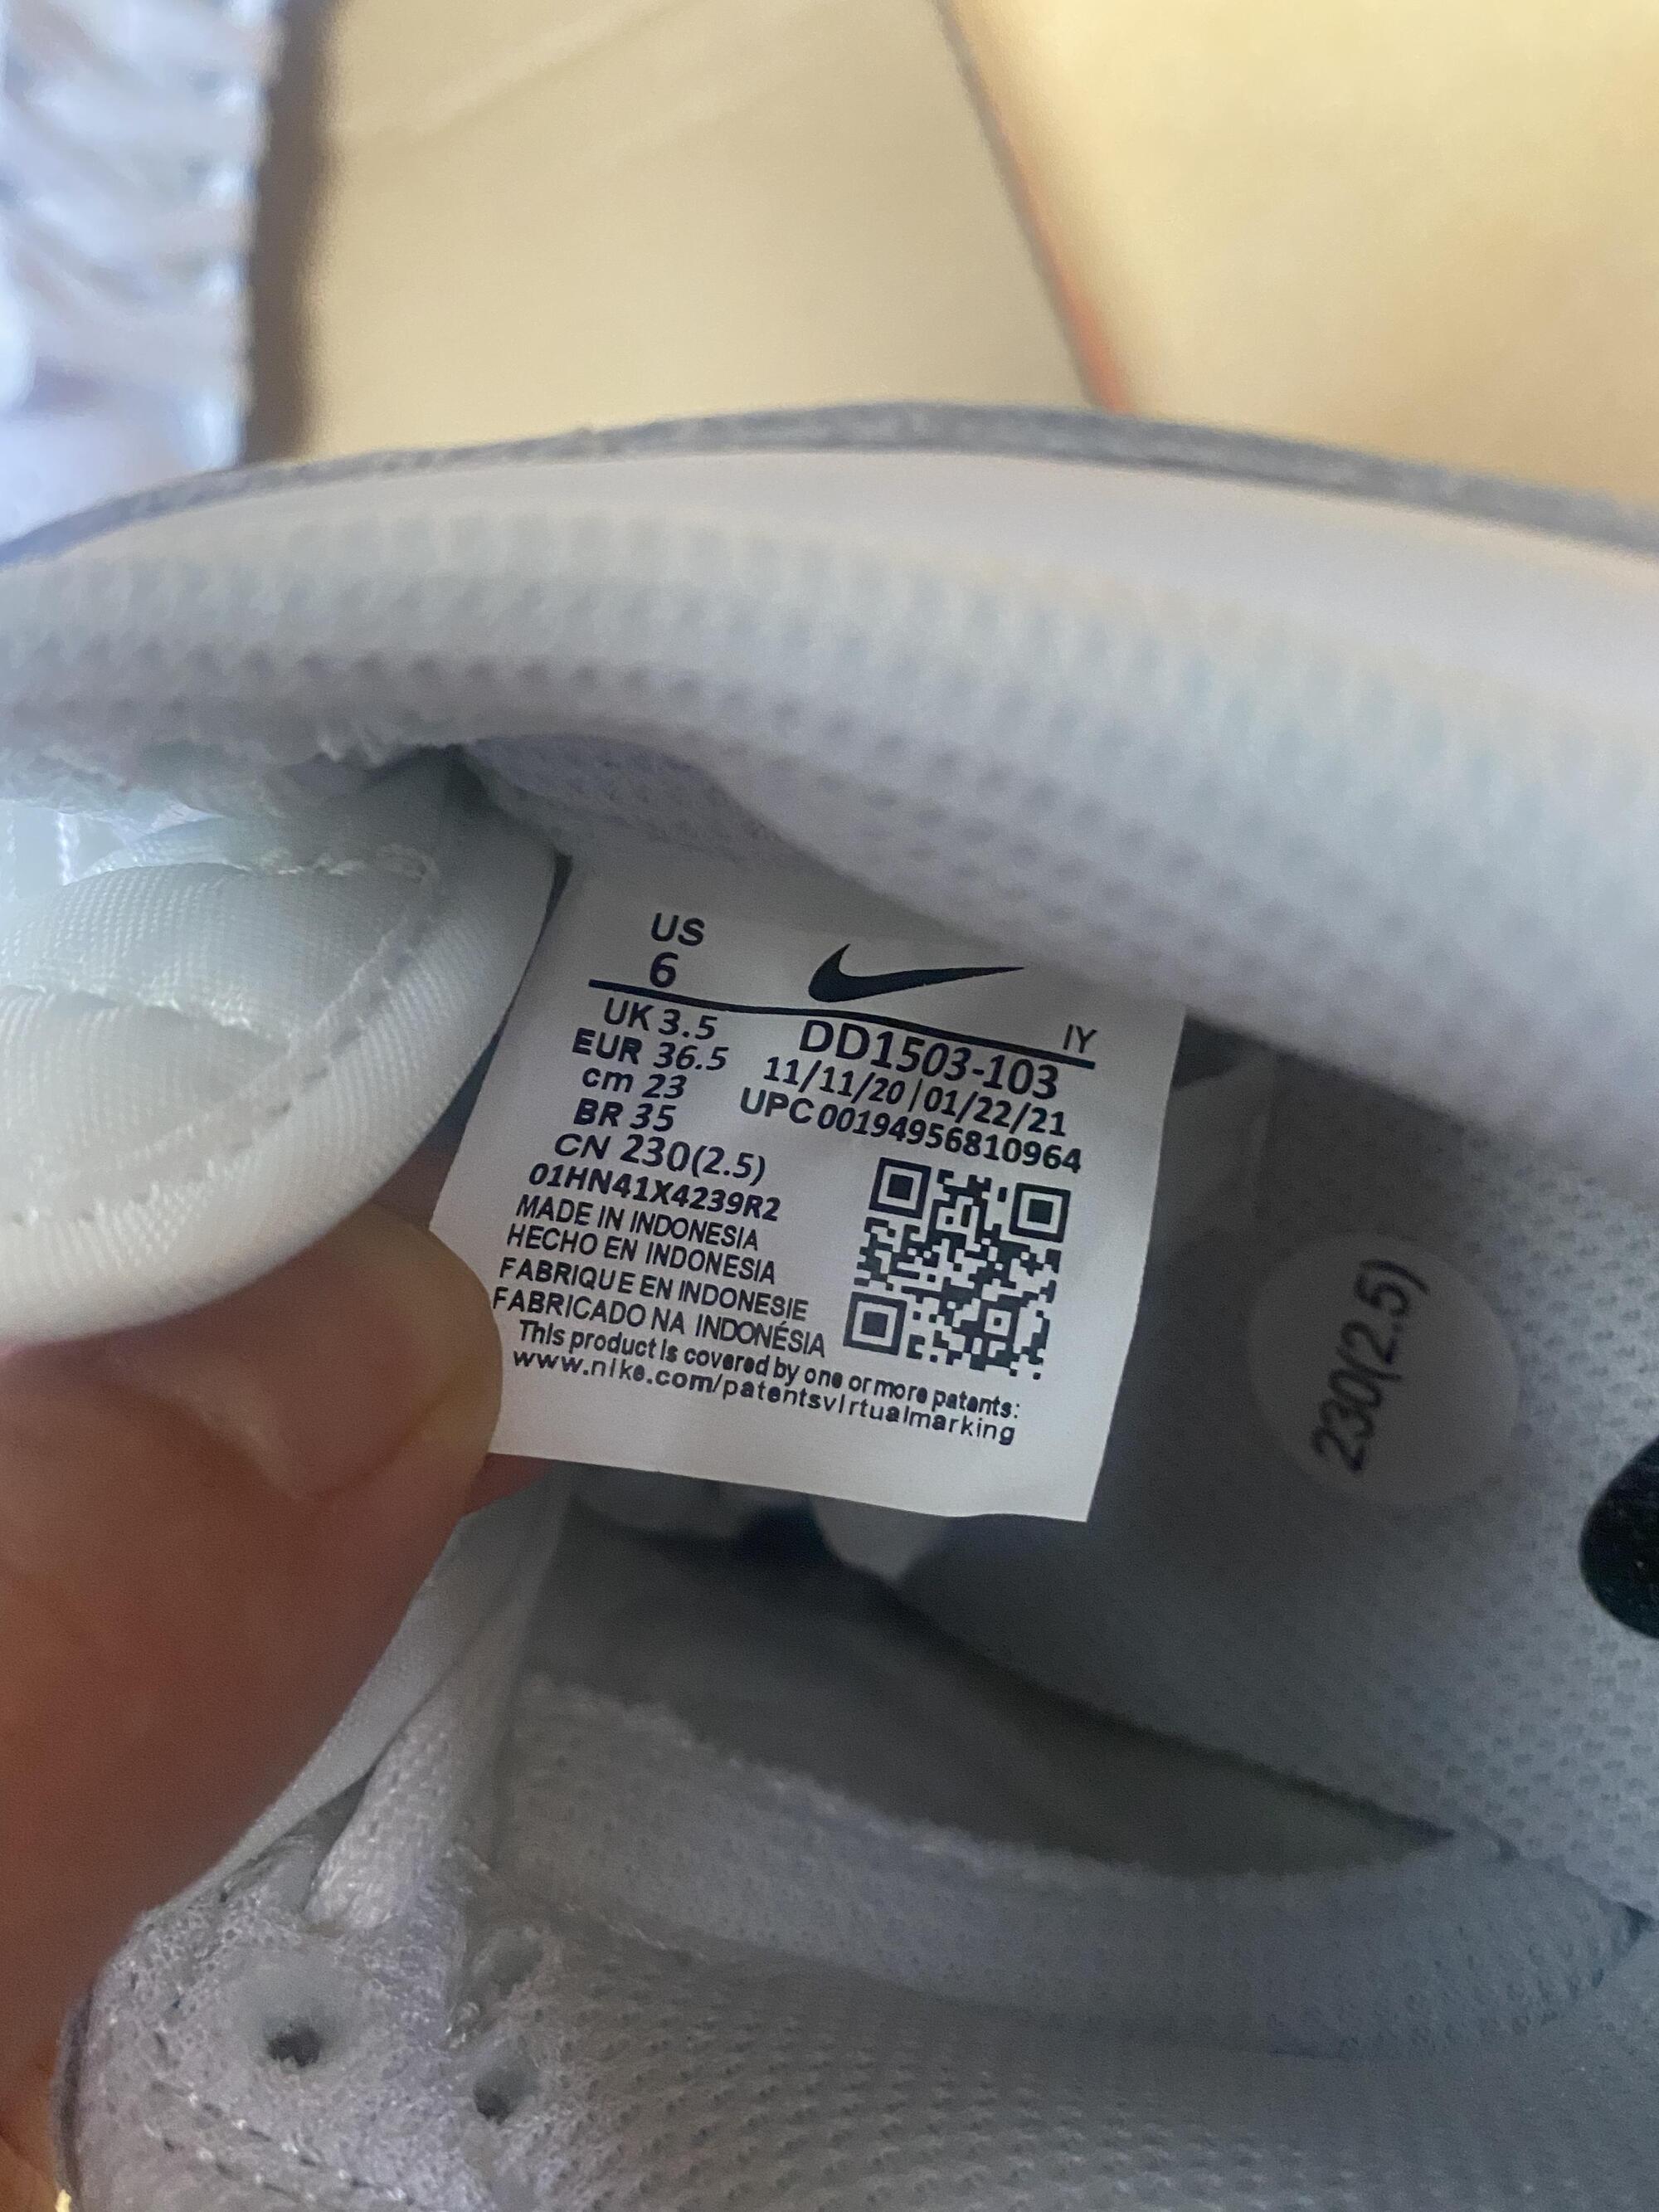 US
6
IY
UK 3.5
EUR 36.5
cm 23
BR 35
CN 230(2.5)
DD1503-103
11/11/20 | 01/22/21
UPC 00194956810964
01HN41X4239R2
MADE IN INDONESIA
HECHO EN INDONESIA
FABRIQUE EN INDONESIE
FABRICADO NA INDONÉSIA
This product is covered by one or more patents:
www.nike.com/patentsvirtualmarking
230(2.5)